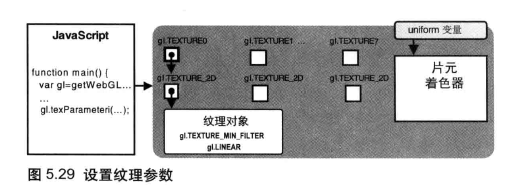 JavaScript
function main() {
var gl=getWebGL...
...
gl.texParameteri(...);
gl.TEXTURE0
gl.TEXTURE1 ...
gl.TEXTURE7
gl.TEXTURE_2D
gl.TEXTURE_2D
gl.TEXTURE_2D
纹理对象
gl.TEXTURE_MIN_FILTER
gl.LINEAR
uniform 变量
片元
着色器
图 5.29 设置纹理参数